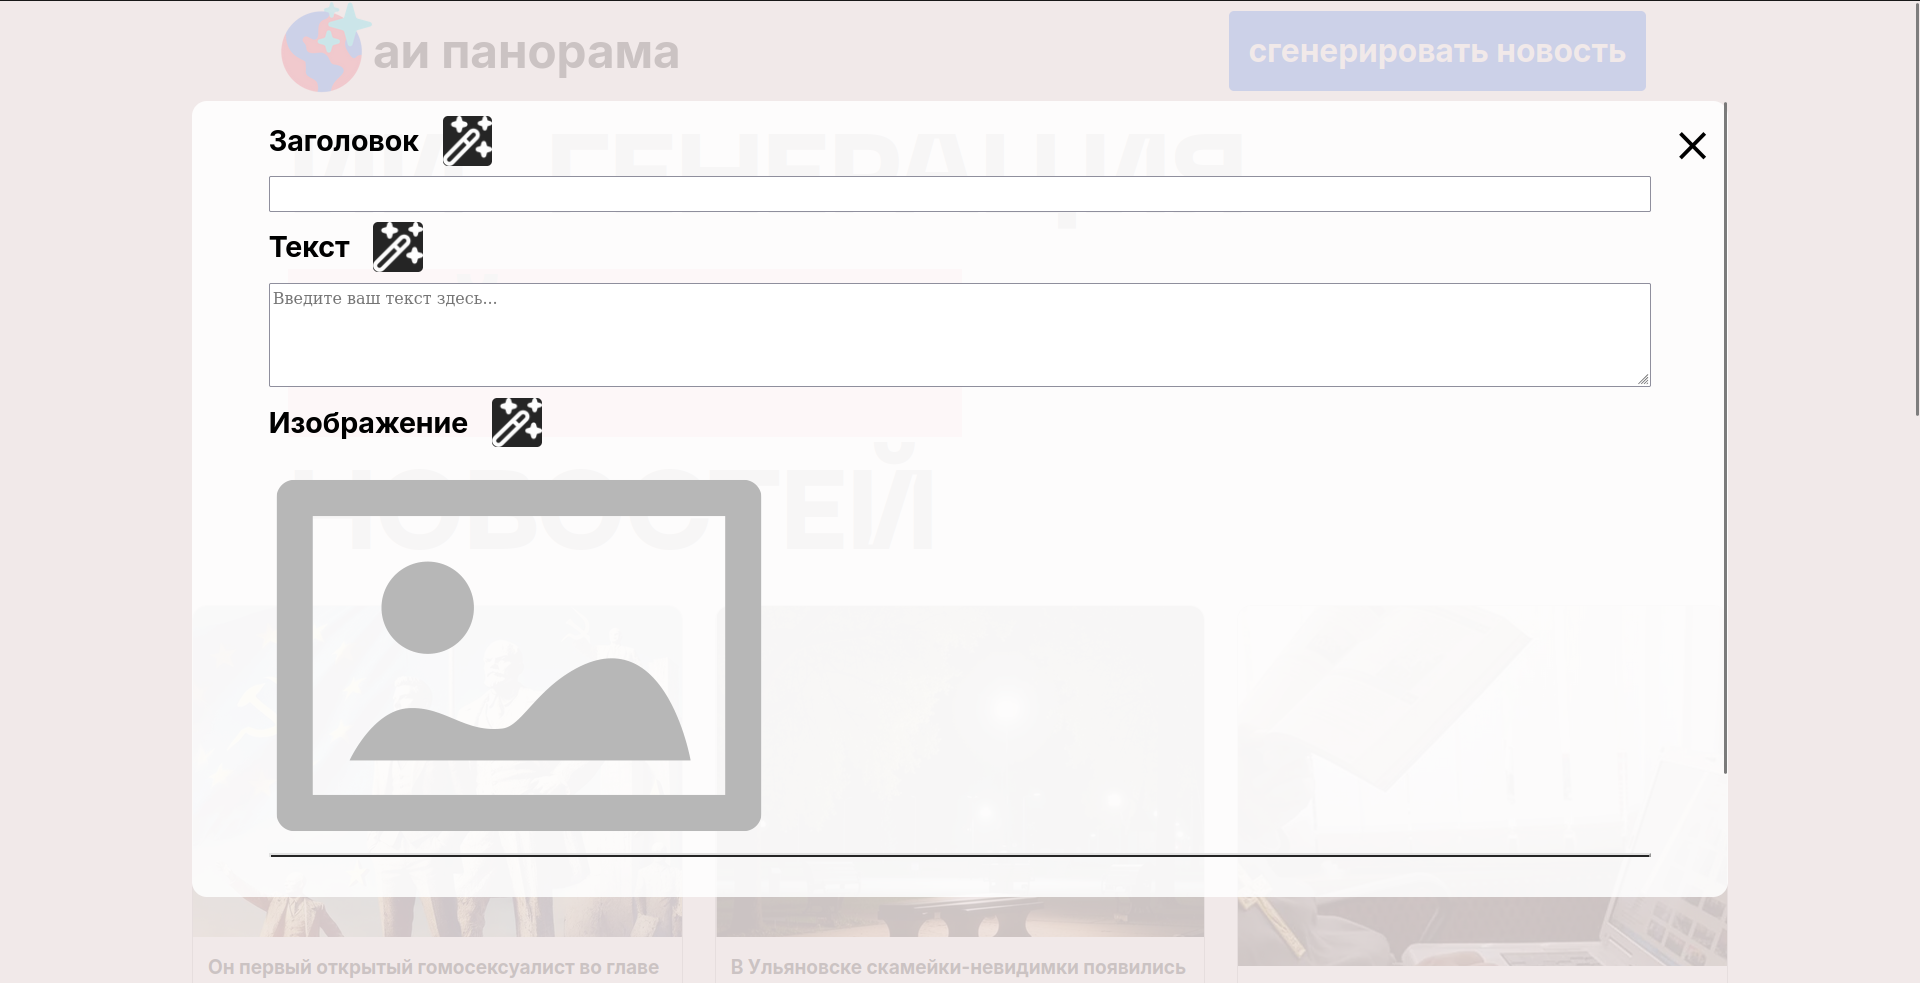 аи панорама
сгенерировать новость
Заголовок
ГЕНЕРАЦИЯ
Текст
Введите ваш текст здесь...
Изображение
НОВОСТЕЙ
Он первый открытый гомосексуалист во главе
В Ульяновске скамейки-невидимки появились